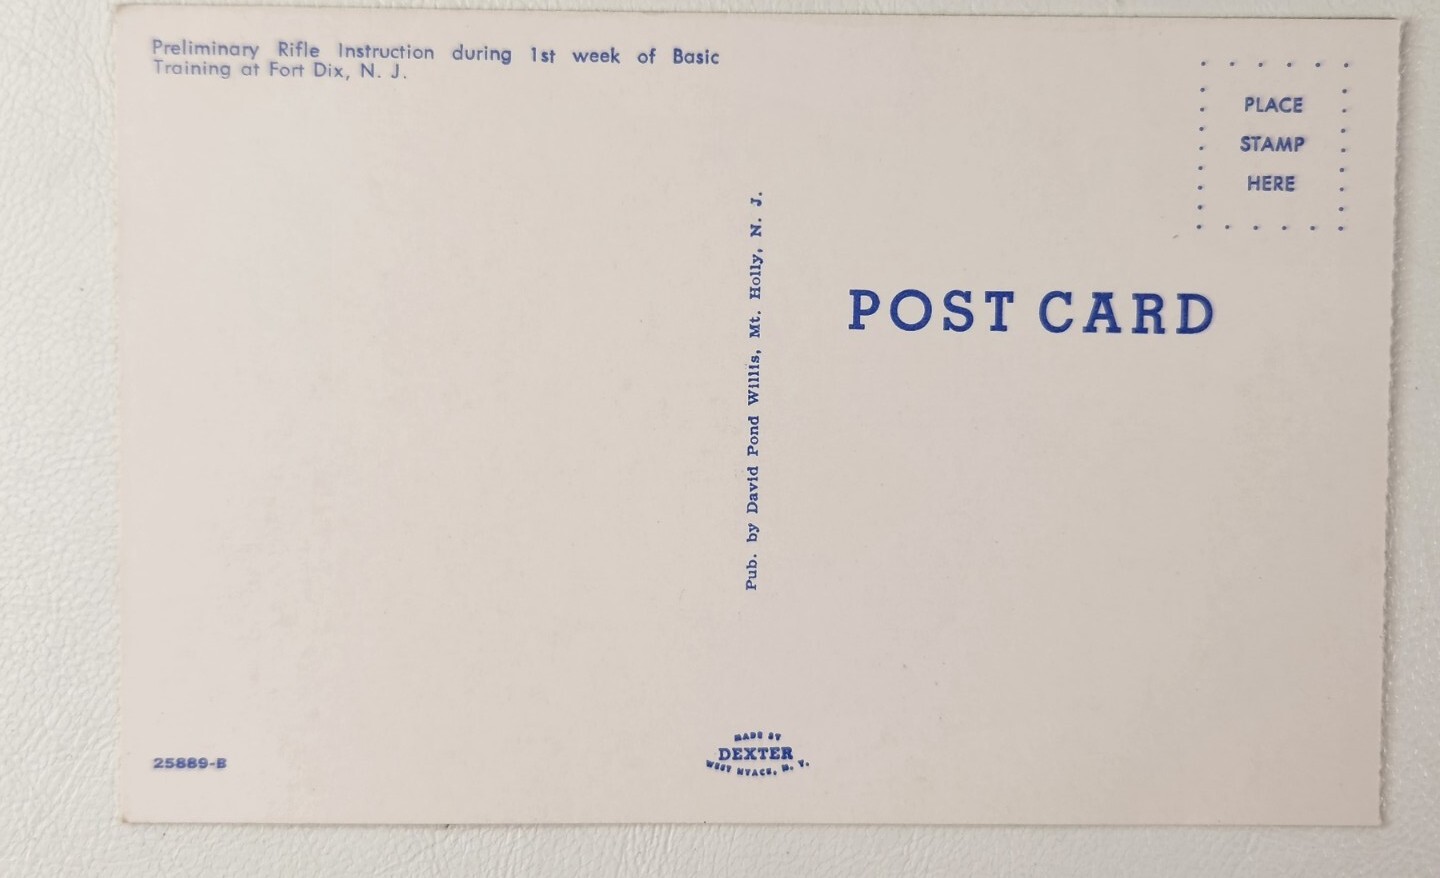 Preliminary Rifle Instruction during 1st week of Basic
Training at Fort Dix, N. J.
PLACE
STAMP
HERE
POST CARD
Pub. by David Pond Willis, Mt. Holly, N. J.
25889-B
MADE BY
DEXTER
WEST NYACK, N. Y.